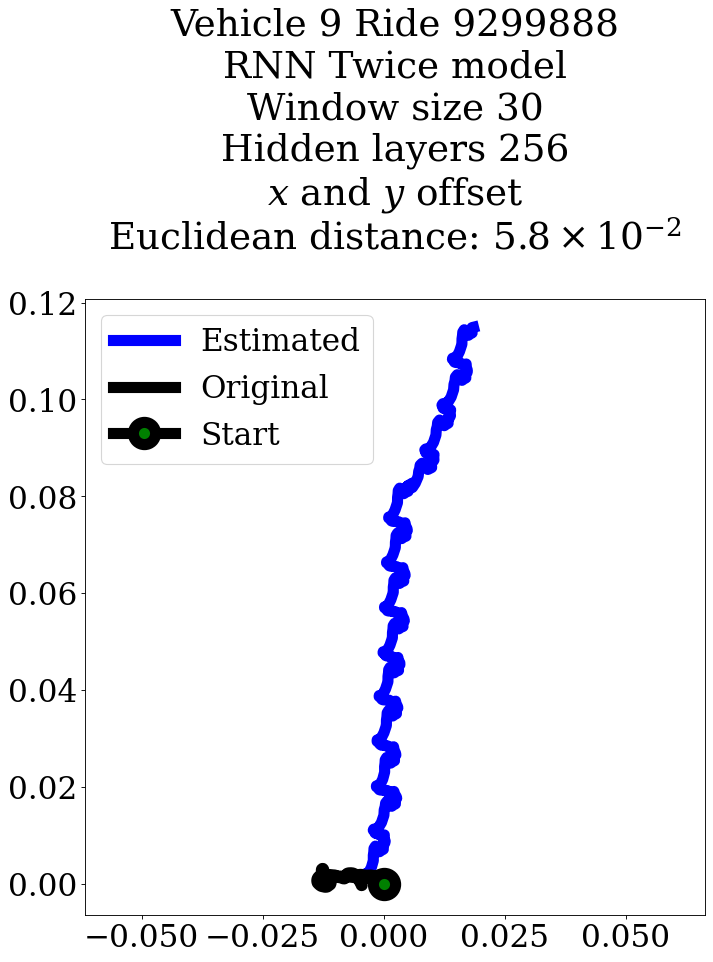 Vehicle 9 Ride 9299888
RNN Twice model
Window size 30
Hidden layers 256
x and y offset
Euclidean distance: 5.8 × 10⁻²
0.12
0.10
0.08
0.06
0.04
0.02
0.00
Estimated
Original
Start
−0.050 −0.025 0.000 0.025 0.050